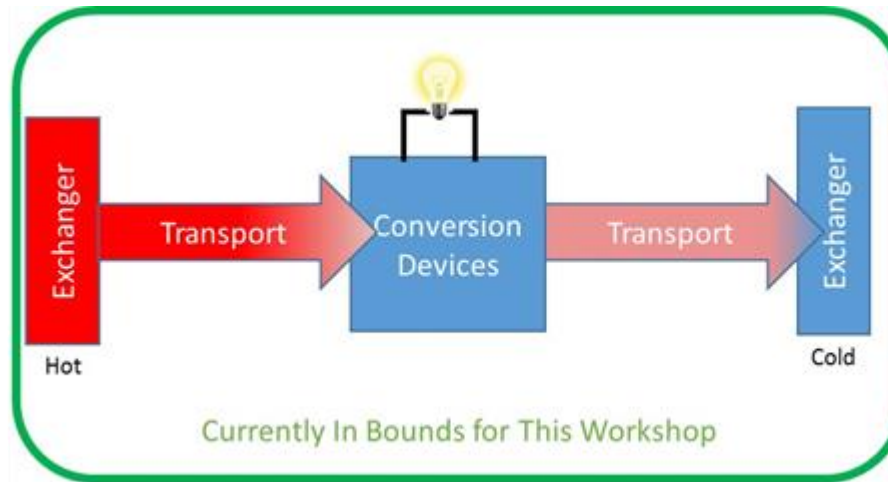 Exchanger
Transport
Conversion
Devices
Transport
Exchanger
Hot
Cold
Currently In Bounds for This Workshop